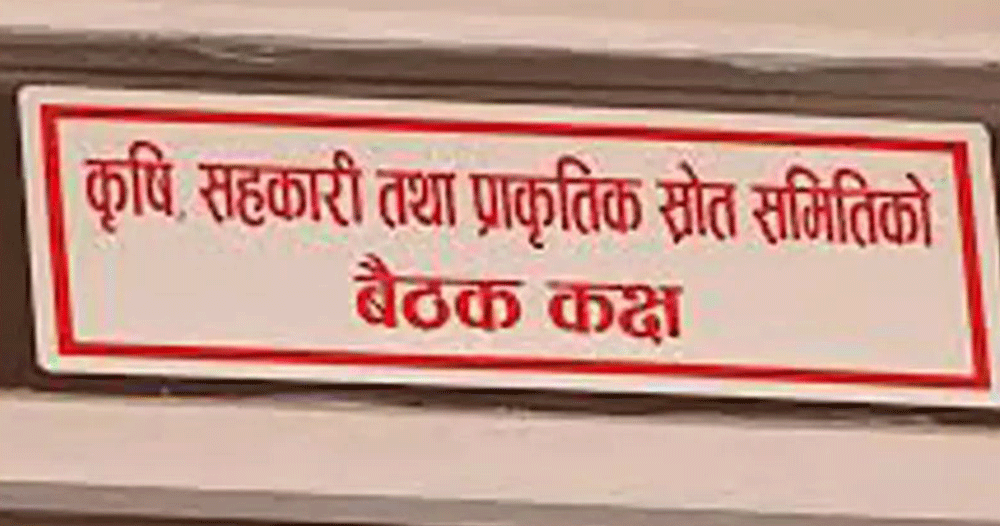 कृषि, सहकारी तथा प्राकृतिक स्रोत समितिको
बैठक कक्ष